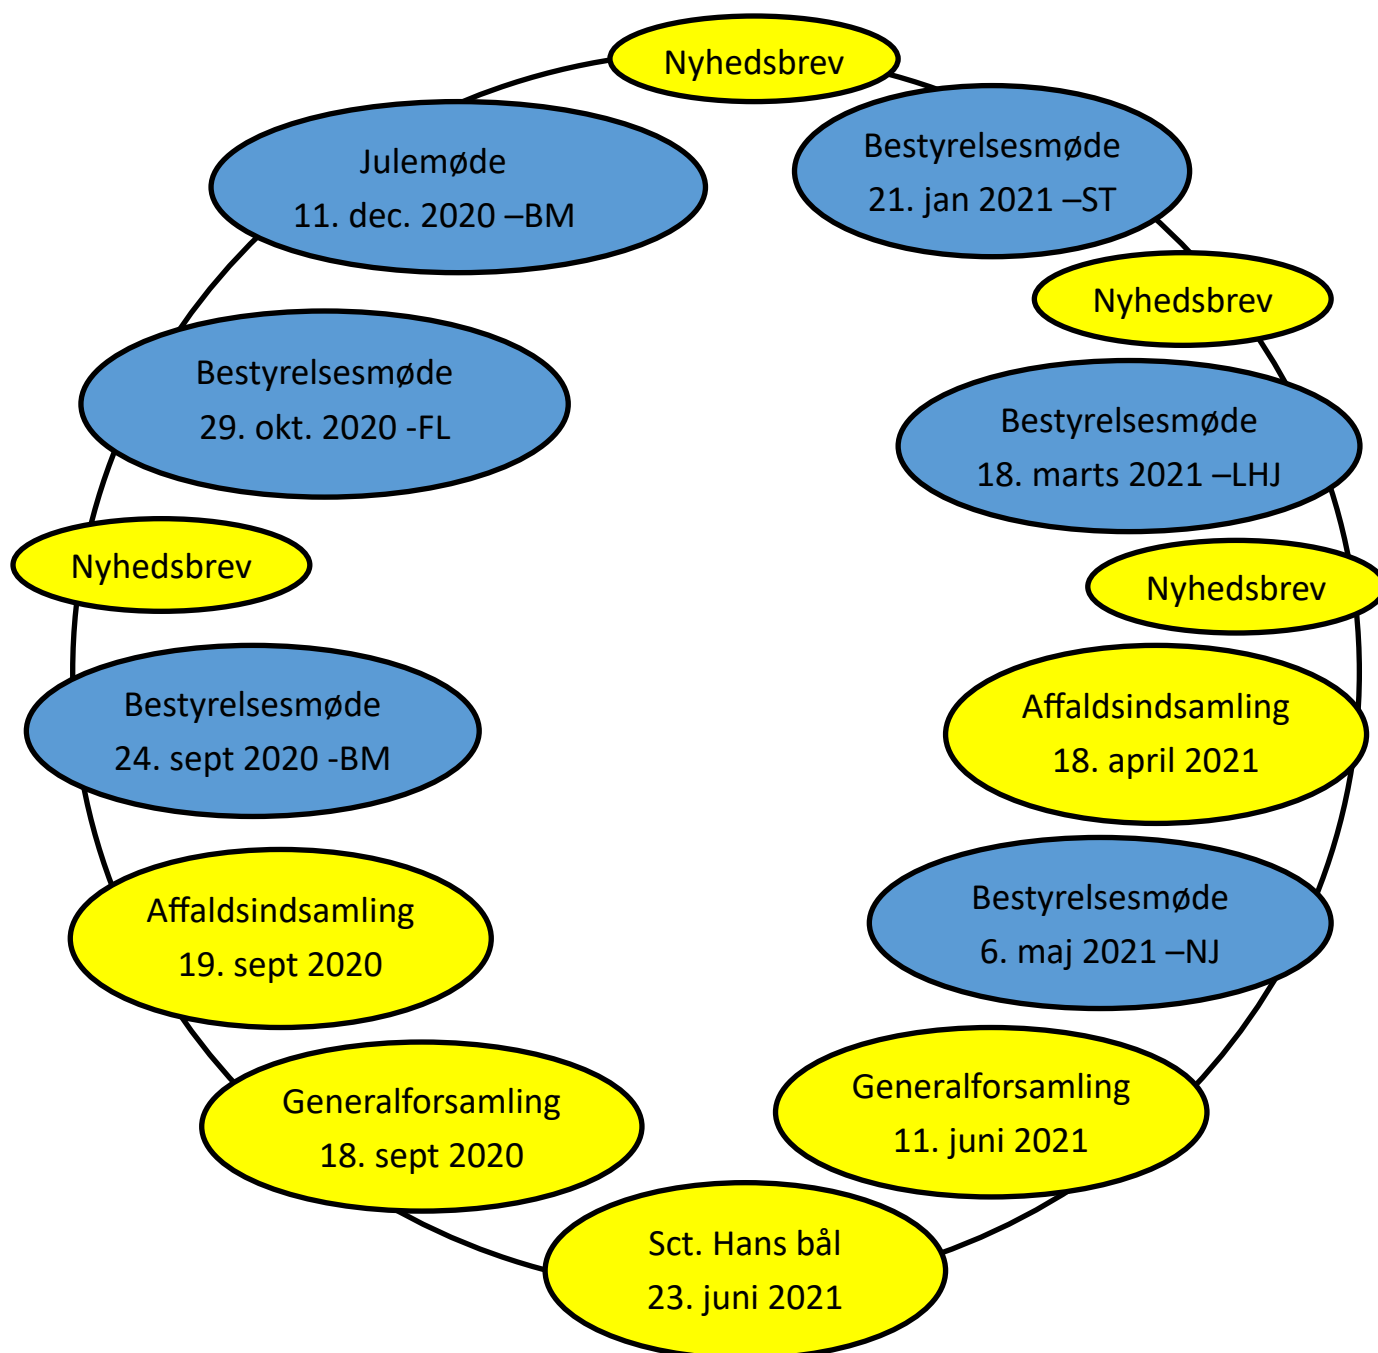 Nyhedsbrev
Bestyrelsesmøde
21. jan 2021 –ST
Nyhedsbrev
Bestyrelsesmøde
18. marts 2021 –LHJ
Nyhedsbrev
Affaldsindsamling
18. april 2021
Bestyrelsesmøde
6. maj 2021 –NJ
Generalforsamling
11. juni 2021
Sct. Hans bål
23. juni 2021
Generalforsamling
18. sept 2020
Affaldsindsamling
19. sept 2020
Bestyrelsesmøde
24. sept 2020 -BM
Nyhedsbrev
Bestyrelsesmøde
29. okt. 2020 -FL
Julemøde
11. dec. 2020 –BM